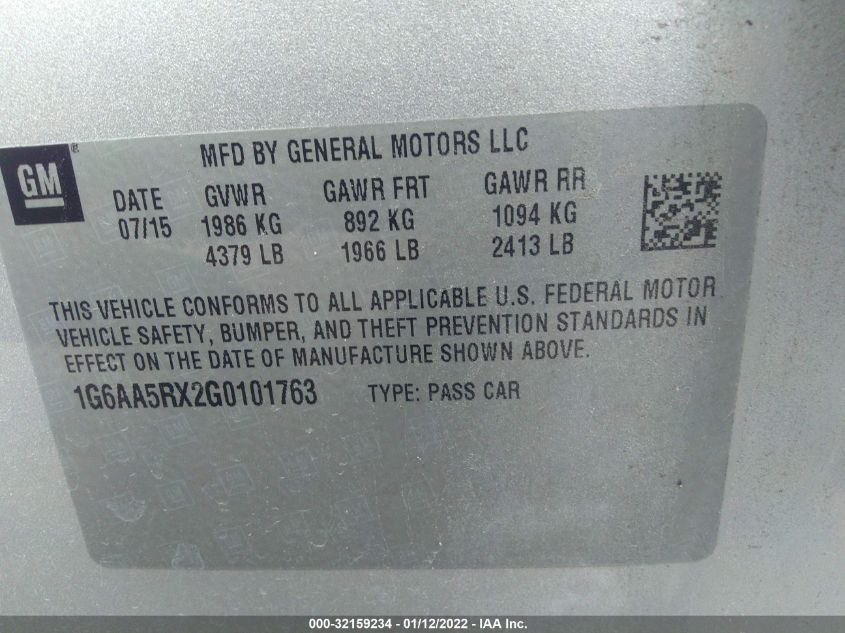 GM®
MFD BY GENERAL MOTORS LLC
DATE GVWR GAWR FRT GAWR RR
07/15 1986 KG 892 KG 1094 KG
4379 LB 1966 LB 2413 LB
THIS VEHICLE CONFORMS TO ALL APPLICABLE U.S. FEDERAL MOTOR
VEHICLE SAFETY, BUMPER, AND THEFT PREVENTION STANDARDS IN
EFFECT ON THE DATE OF MANUFACTURE SHOWN ABOVE.
1G6AA5RX2G0101763 TYPE: PASS CAR
000-32159234 - 01/12/2022 - IAA Inc.